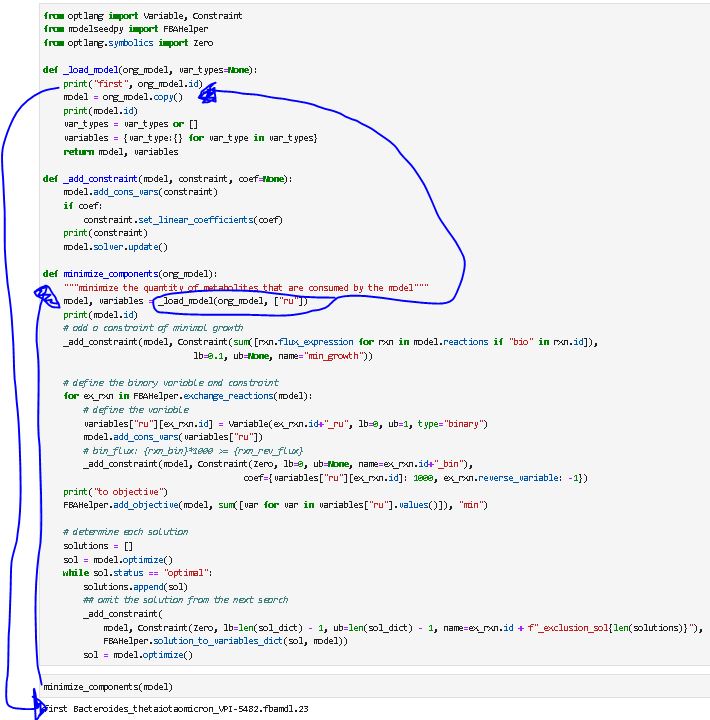 from optlang import Variable, Constraint
from modelseedpy import FBAHelper
from optlang.symbolics import Zero
def _load_model(org_model, var_types=None):
print("first", org_model.id)
model = org_model.copy()
print(model.id)
var_types = var_types or []
variables = {var_type:{} for var_type in var_types}
return model, variables
def _add_constraint(model, constraint, coef=None):
model.add_cons_vars(constraint)
if coef:
constraint.set_linear_coefficients(coef)
print(constraint)
model.solver.update()
def minimize_components(org_model):
"""minimize the quantity of metabolites that are consumed by the model"""
model, variables = _load_model(org_model, ["ru"])
print(model.id)
# add a constraint of minimal growth
_add_constraint(model, Constraint(sum([rxn.flux_expression for rxn in model.reactions if "bio" in rxn.id]),
lb=0.1, ub=None, name="min_growth"))
# define the binary variable and constraint
for ex_rxn in FBAHelper.exchange_reactions(model):
# define the variable
variables["ru"][ex_rxn.id] = Variable(ex_rxn.id+"_ru", lb=0, ub=1, type="binary")
model.add_cons_vars(variables["ru"])
# bin_flux: {rxn_bin}*1000 >= {rxn_rev_flux}
_add_constraint(model, Constraint(Zero, lb=0, ub=None, name=ex_rxn.id+"_bin"),
coef={variables["ru"][ex_rxn.id]: 1000, ex_rxn.reverse_variable: -1})
print("to objective")
FBAHelper.add_objective(model, sum([var for var in variables["ru"].values()]), "min")
# determine each solution
solutions = []
sol = model.optimize()
while sol.status == "optimal":
solutions.append(sol)
## omit the solution from the next search
_add_constraint(
model, Constraint(Zero, lb=len(sol_dict) - 1, ub=len(sol_dict) - 1, name=ex_rxn.id + f"_exclusion_sol{len(solutions)}"),
FBAHelper.solution_to_variables_dict(sol, model))
sol = model.optimize()
minimize_components(model)
first Bacteroides_thetaiotaomicron_VPI-5482.fbamdl.23